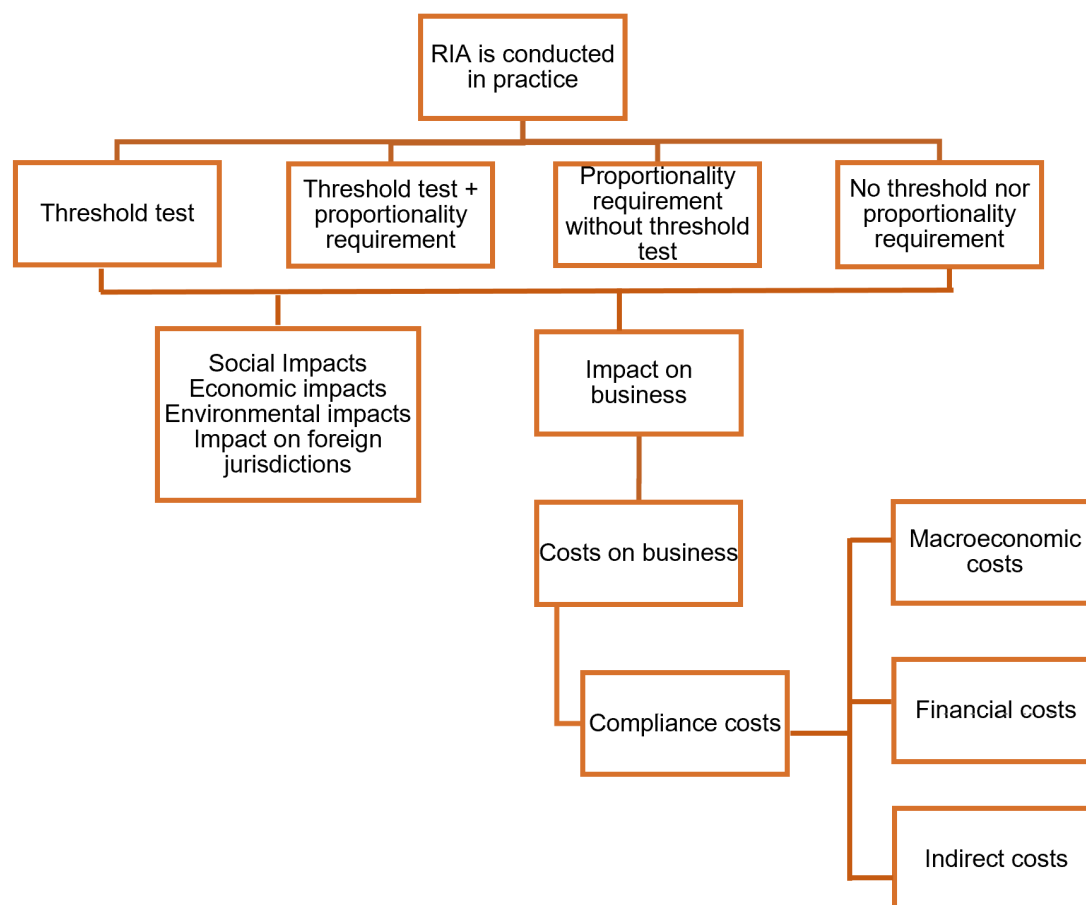 RIA is conducted
in practice
Threshold test
Threshold test +
proportionality
requirement
Proportionality
requirement
without threshold
test
No threshold nor
proportionality
requirement
Social Impacts
Economic impacts
Environmental impacts
Impact on foreign
jurisdictions
Impact on
business
Costs on business
Compliance costs
Macroeconomic
costs
Financial costs
Indirect costs